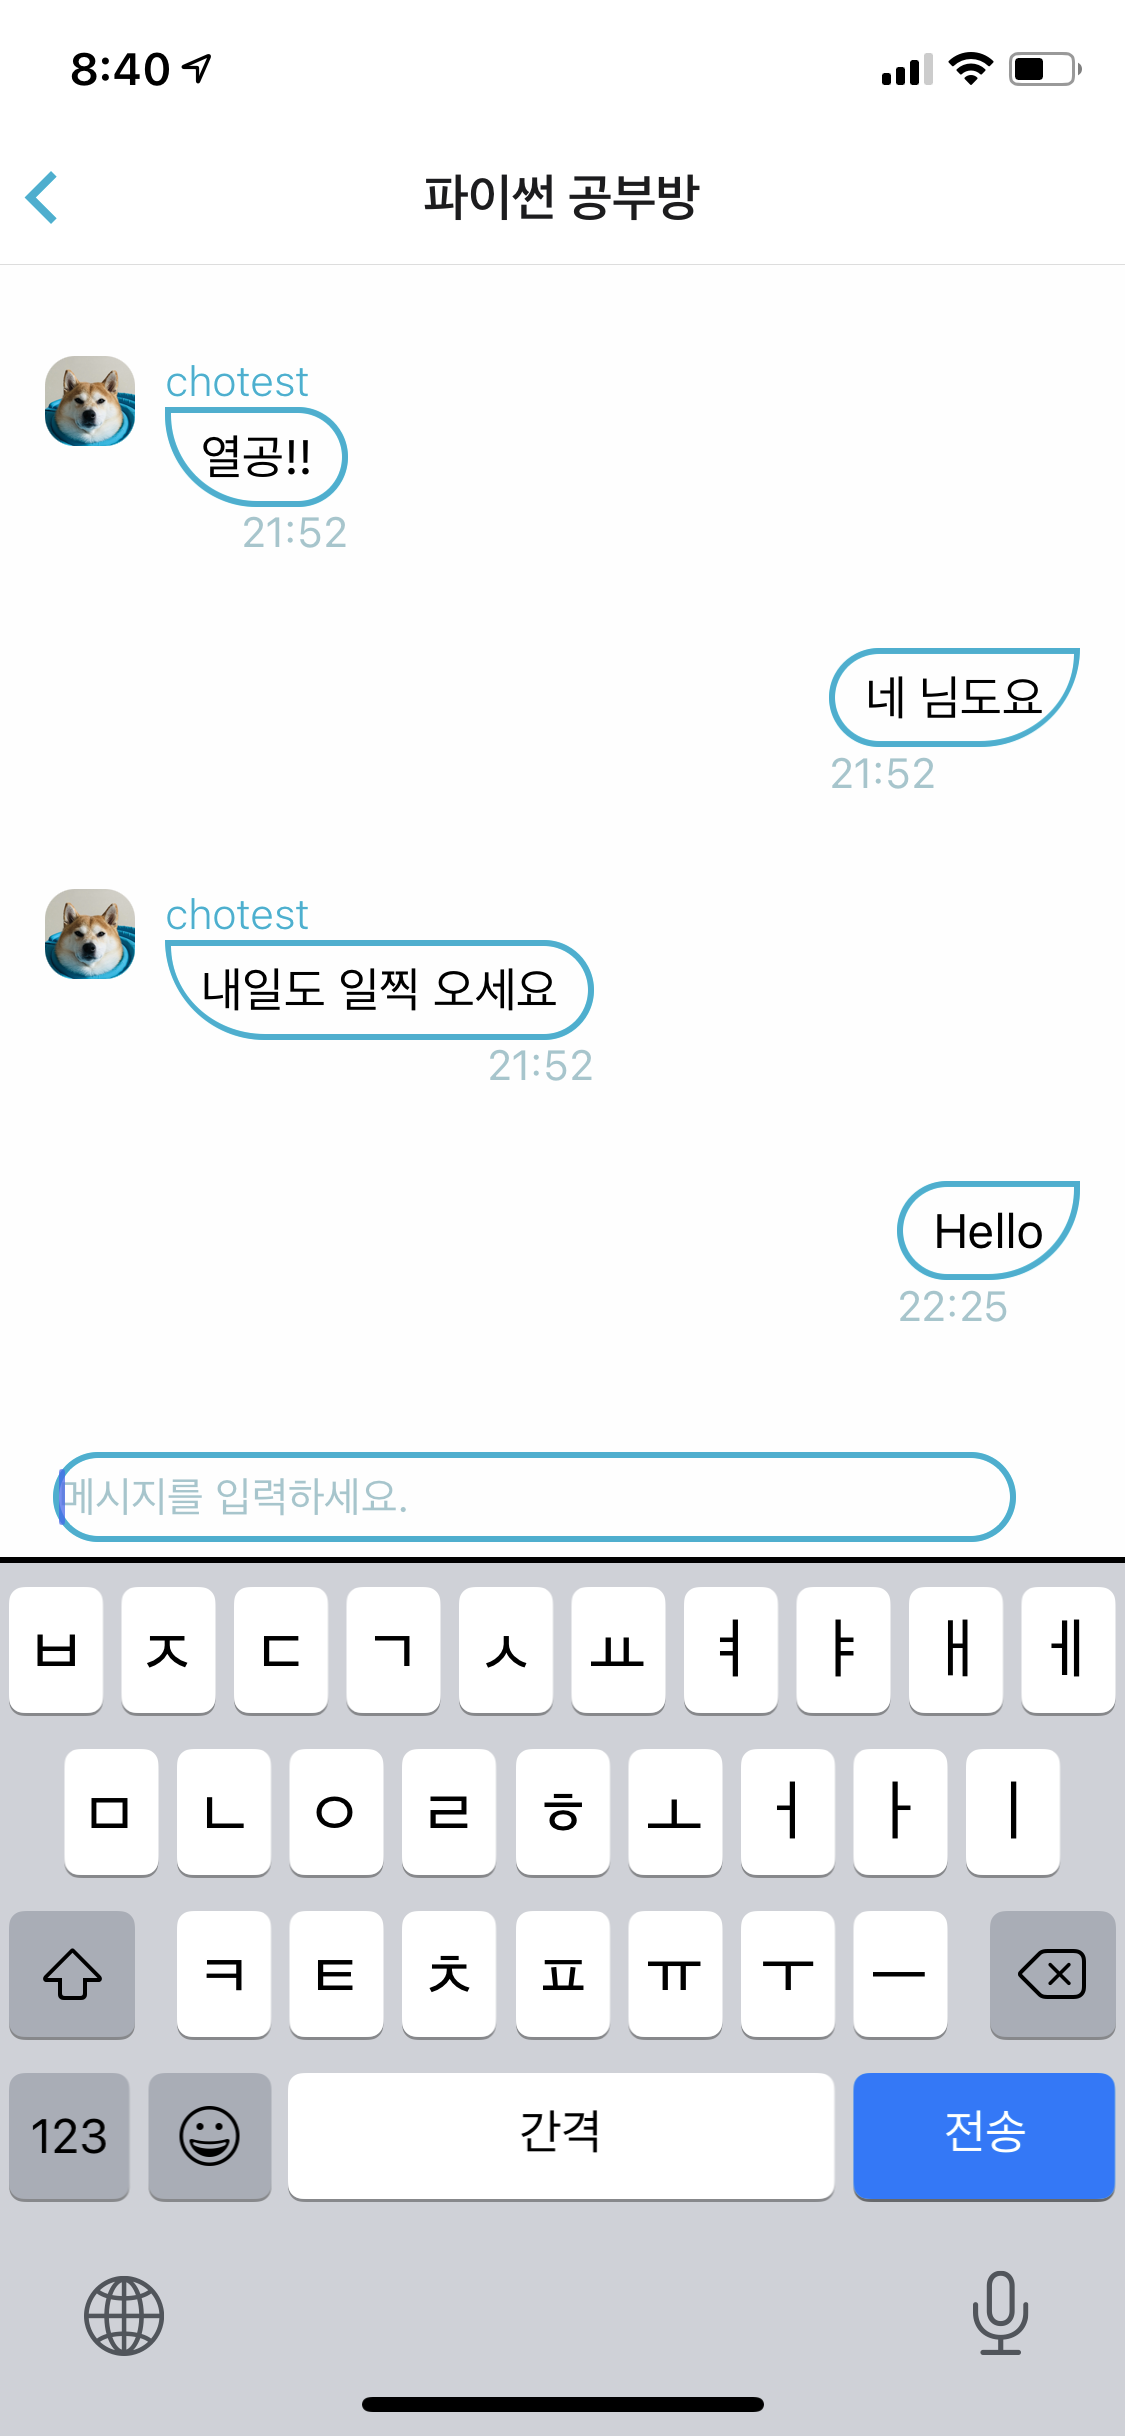 8:40
파이썬 공부방
chotest
열공!!
21:52
네 님도요
21:52
chotest
내일도 일찍 오세요
21:52
Hello
22:25
메시지를 입력하세요.
ㅂ ㅈ ㄷ ㄱ ㅅ ㅛ ㅕ ㅑ ㅐ ㅔ
ㅁ ㄴ ㅇ ㄹ ㅎ ㅗ ㅓ ㅏ ㅣ
ㅋ ㅌ ㅊ ㅍ ㅠ ㅜ ㅡ
123 간격 전송